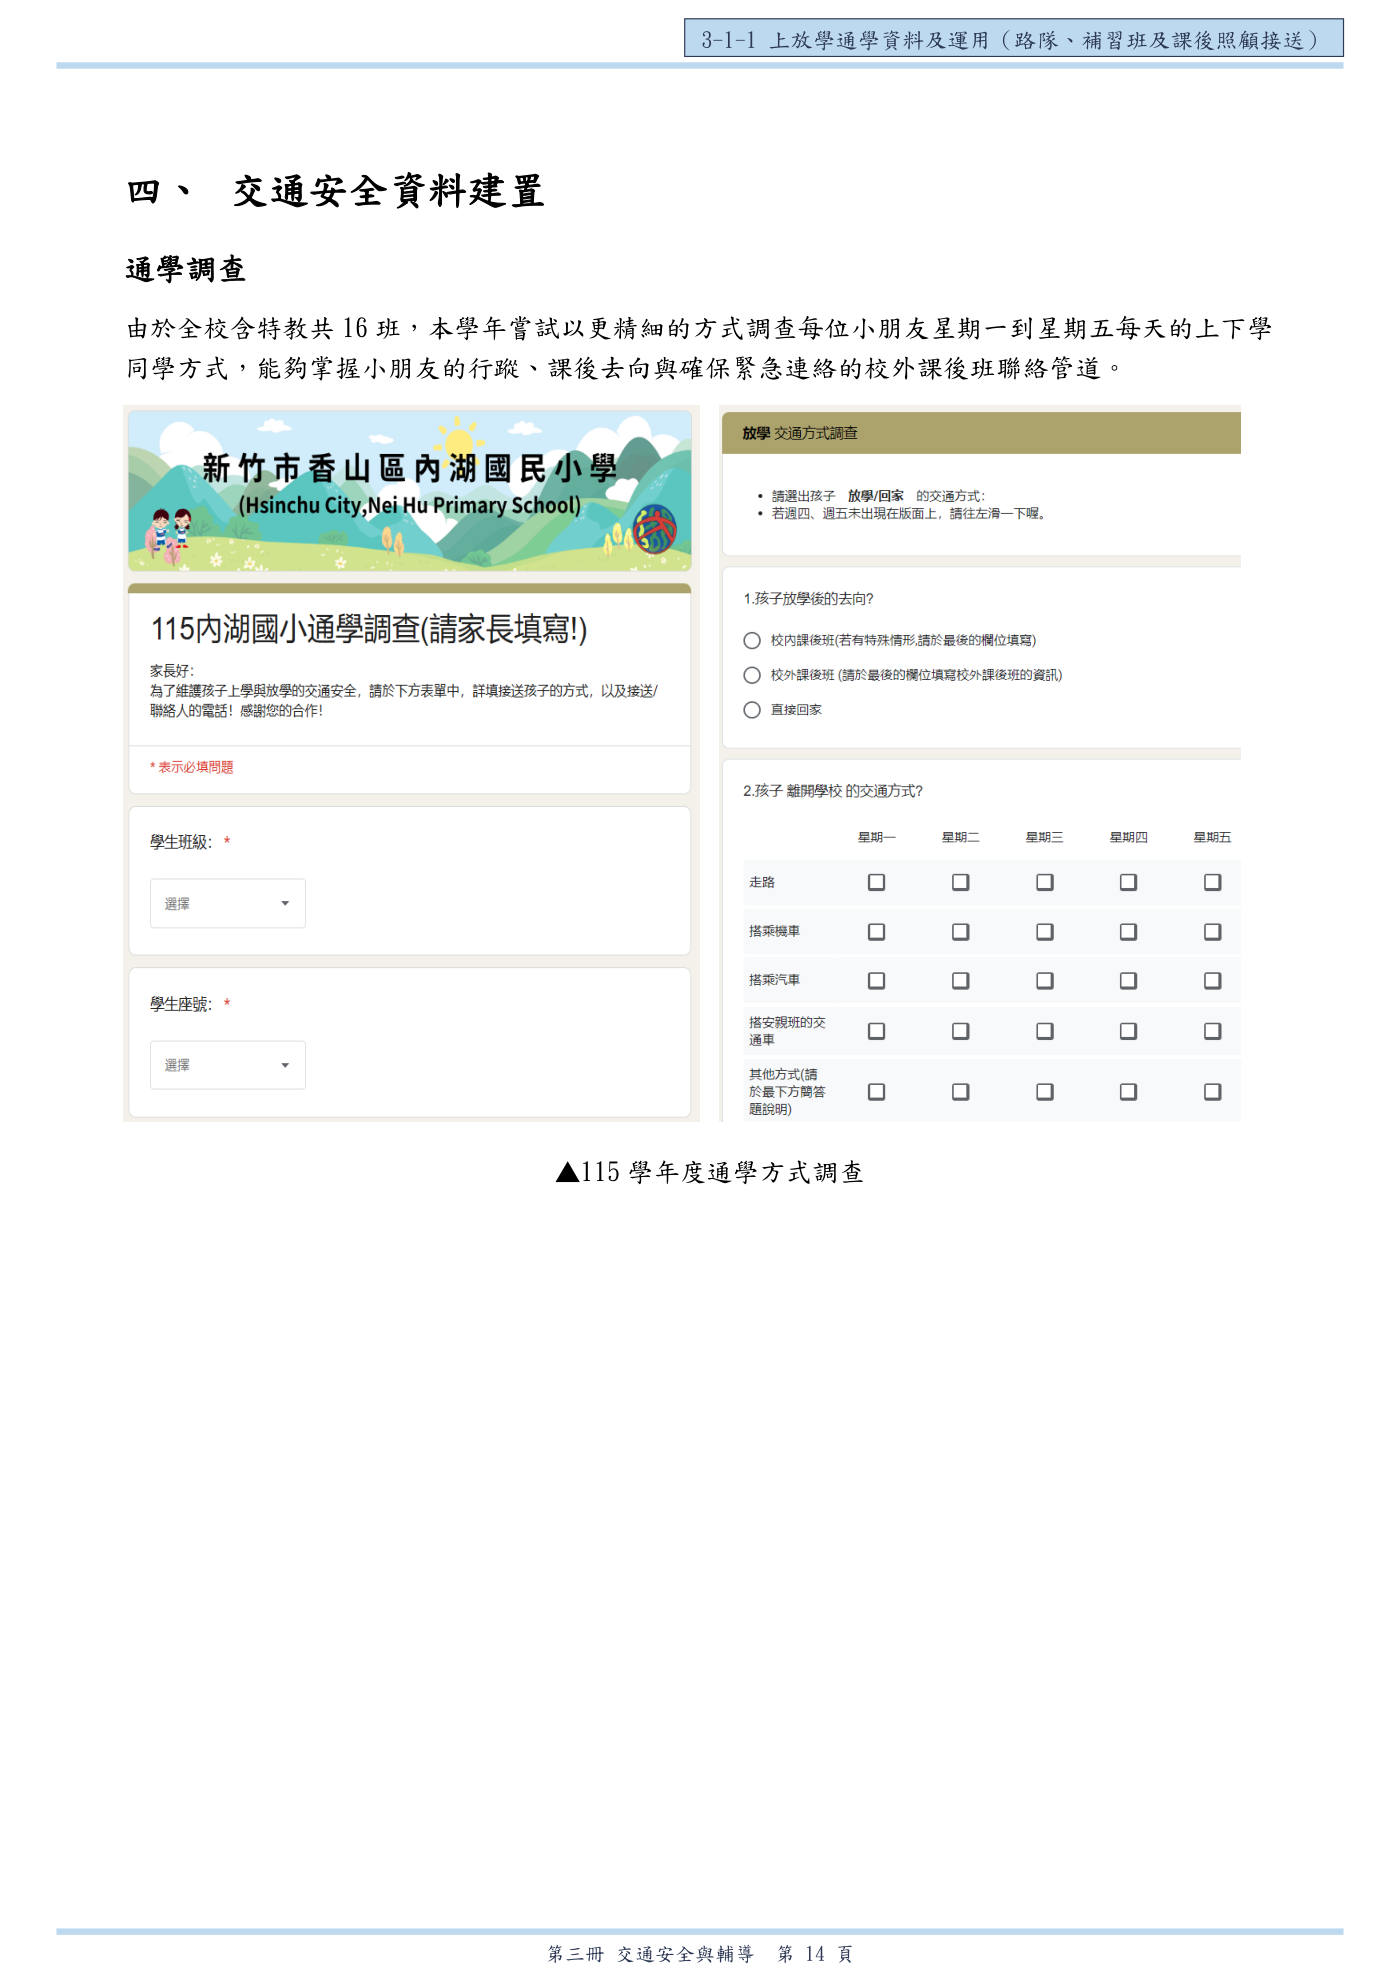 3-1-1 上放學通學資料及運用（路隊、補習班及課後照顧接送）
四、 交通安全資料建置
通學調查
由於全校含特教共 16 班，本學年嘗試以更精細的方式調查每位小朋友星期一到星期五每天的上下學
同學方式，能夠掌握小朋友的行蹤、課後去向與確保緊急連絡的校外課後班聯絡管道。
新竹市香山區內湖國民小學
(Hsinchu City,Nei Hu Primary School)
115內湖國小通學調查(請家長填寫!)
家長好：
為了維護孩子上學與放學的交通安全，請於下方表單中，詳填接送孩子的方式，以及接送/
聯絡人的電話！感謝您的合作！
* 表示必填問題
學生班級： *
選擇
學生座號： *
選擇
放學 交通方式調查
• 請選出孩子 放學/回家 的交通方式：
• 若週四、週五未出現在版面上，請往左滑一下喔。
1.孩子放學後的去向?
校內課後班(若有特殊情形,請於最後的欄位填寫)
校外課後班 (請於最後的欄位填寫校外課後班的資訊)
直接回家
2.孩子 離開學校 的交通方式?
星期一 星期二 星期三 星期四 星期五
走路
搭乘機車
搭乘汽車
搭安親班的交
通車
其他方式(請
於最下方簡答
題說明)
▲115 學年度通學方式調查
第三冊 交通安全與輔導 第 14 頁